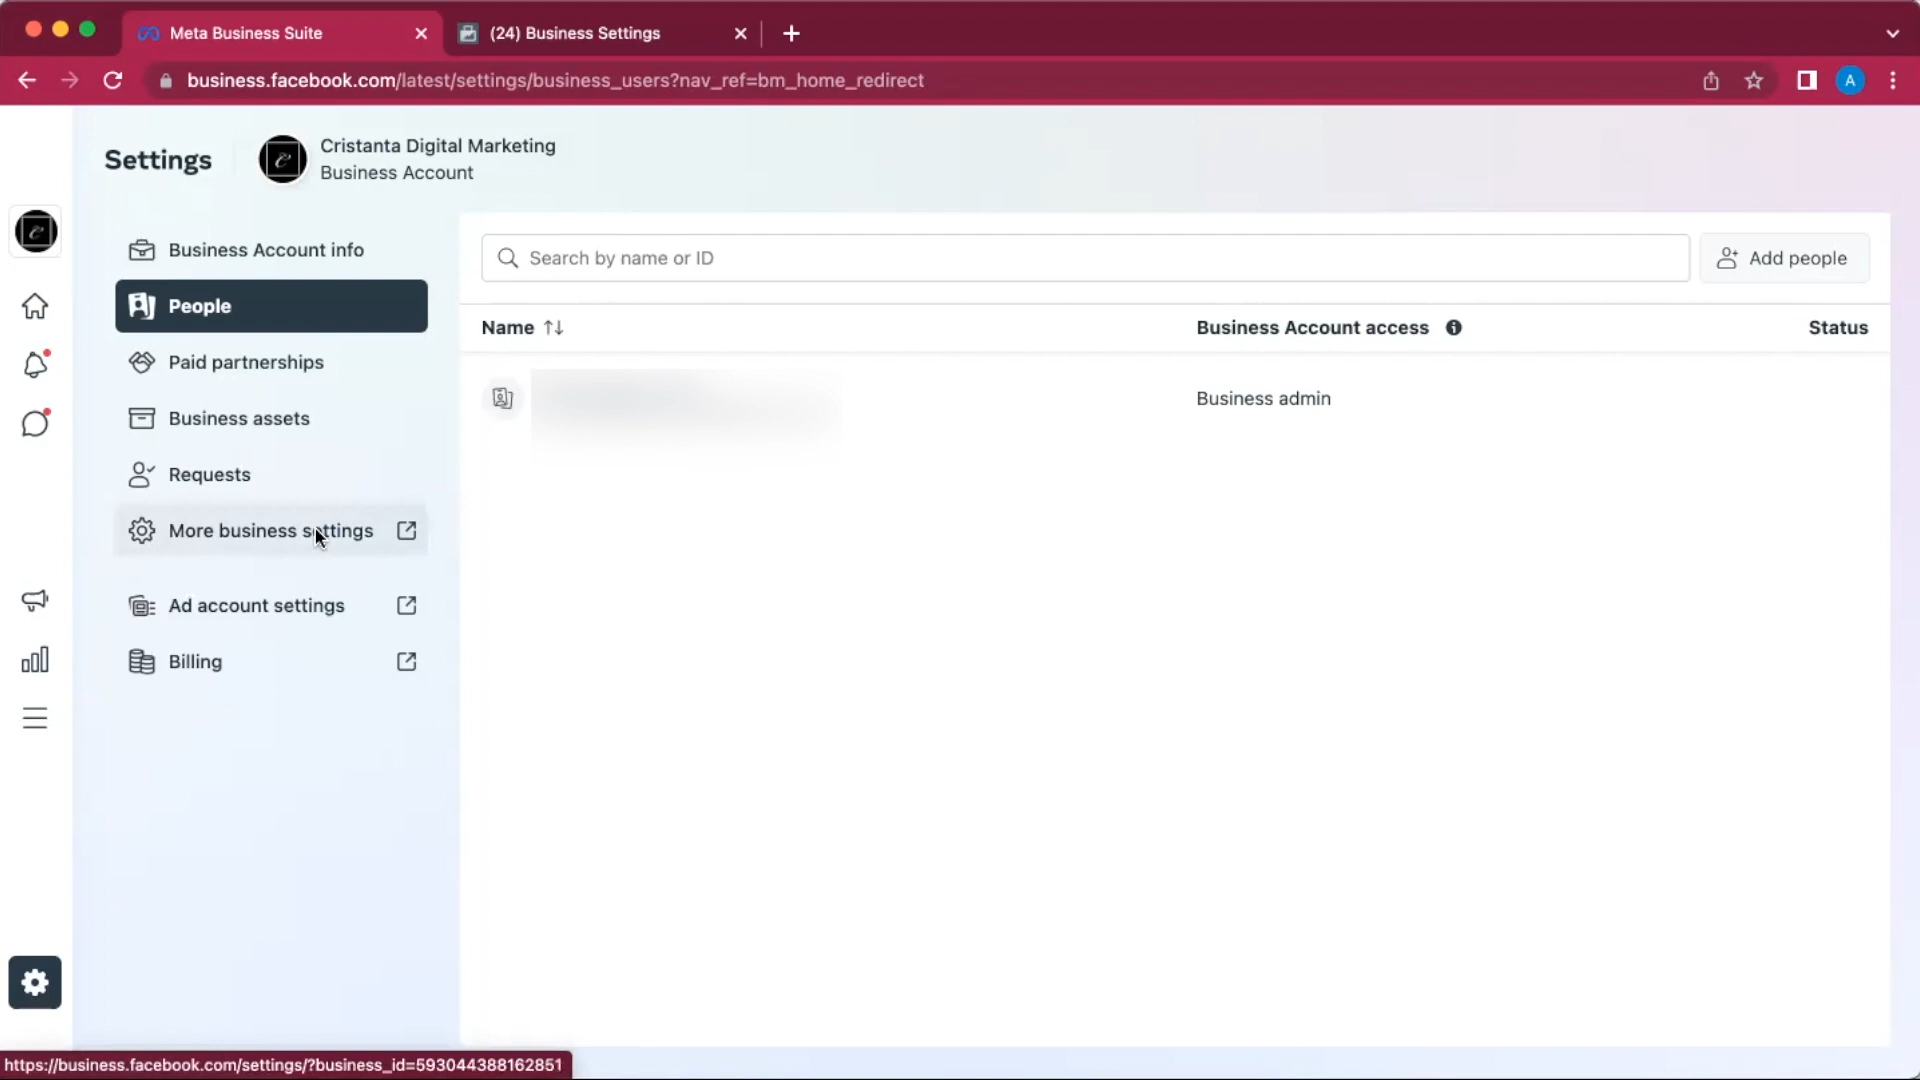 Meta Business Suite
(24) Business Settings
business.facebook.com/latest/settings/business_users?nav_ref=bm_home_redirect
A
Settings
Cristanta Digital Marketing
Business Account
Business Account info
People
Paid partnerships
Business assets
Requests
More business settings
Ad account settings
Billing
Search by name or ID
Add people
Name
Business Account access
Status
Business admin
https://business.facebook.com/settings/?business_id=593044388162851